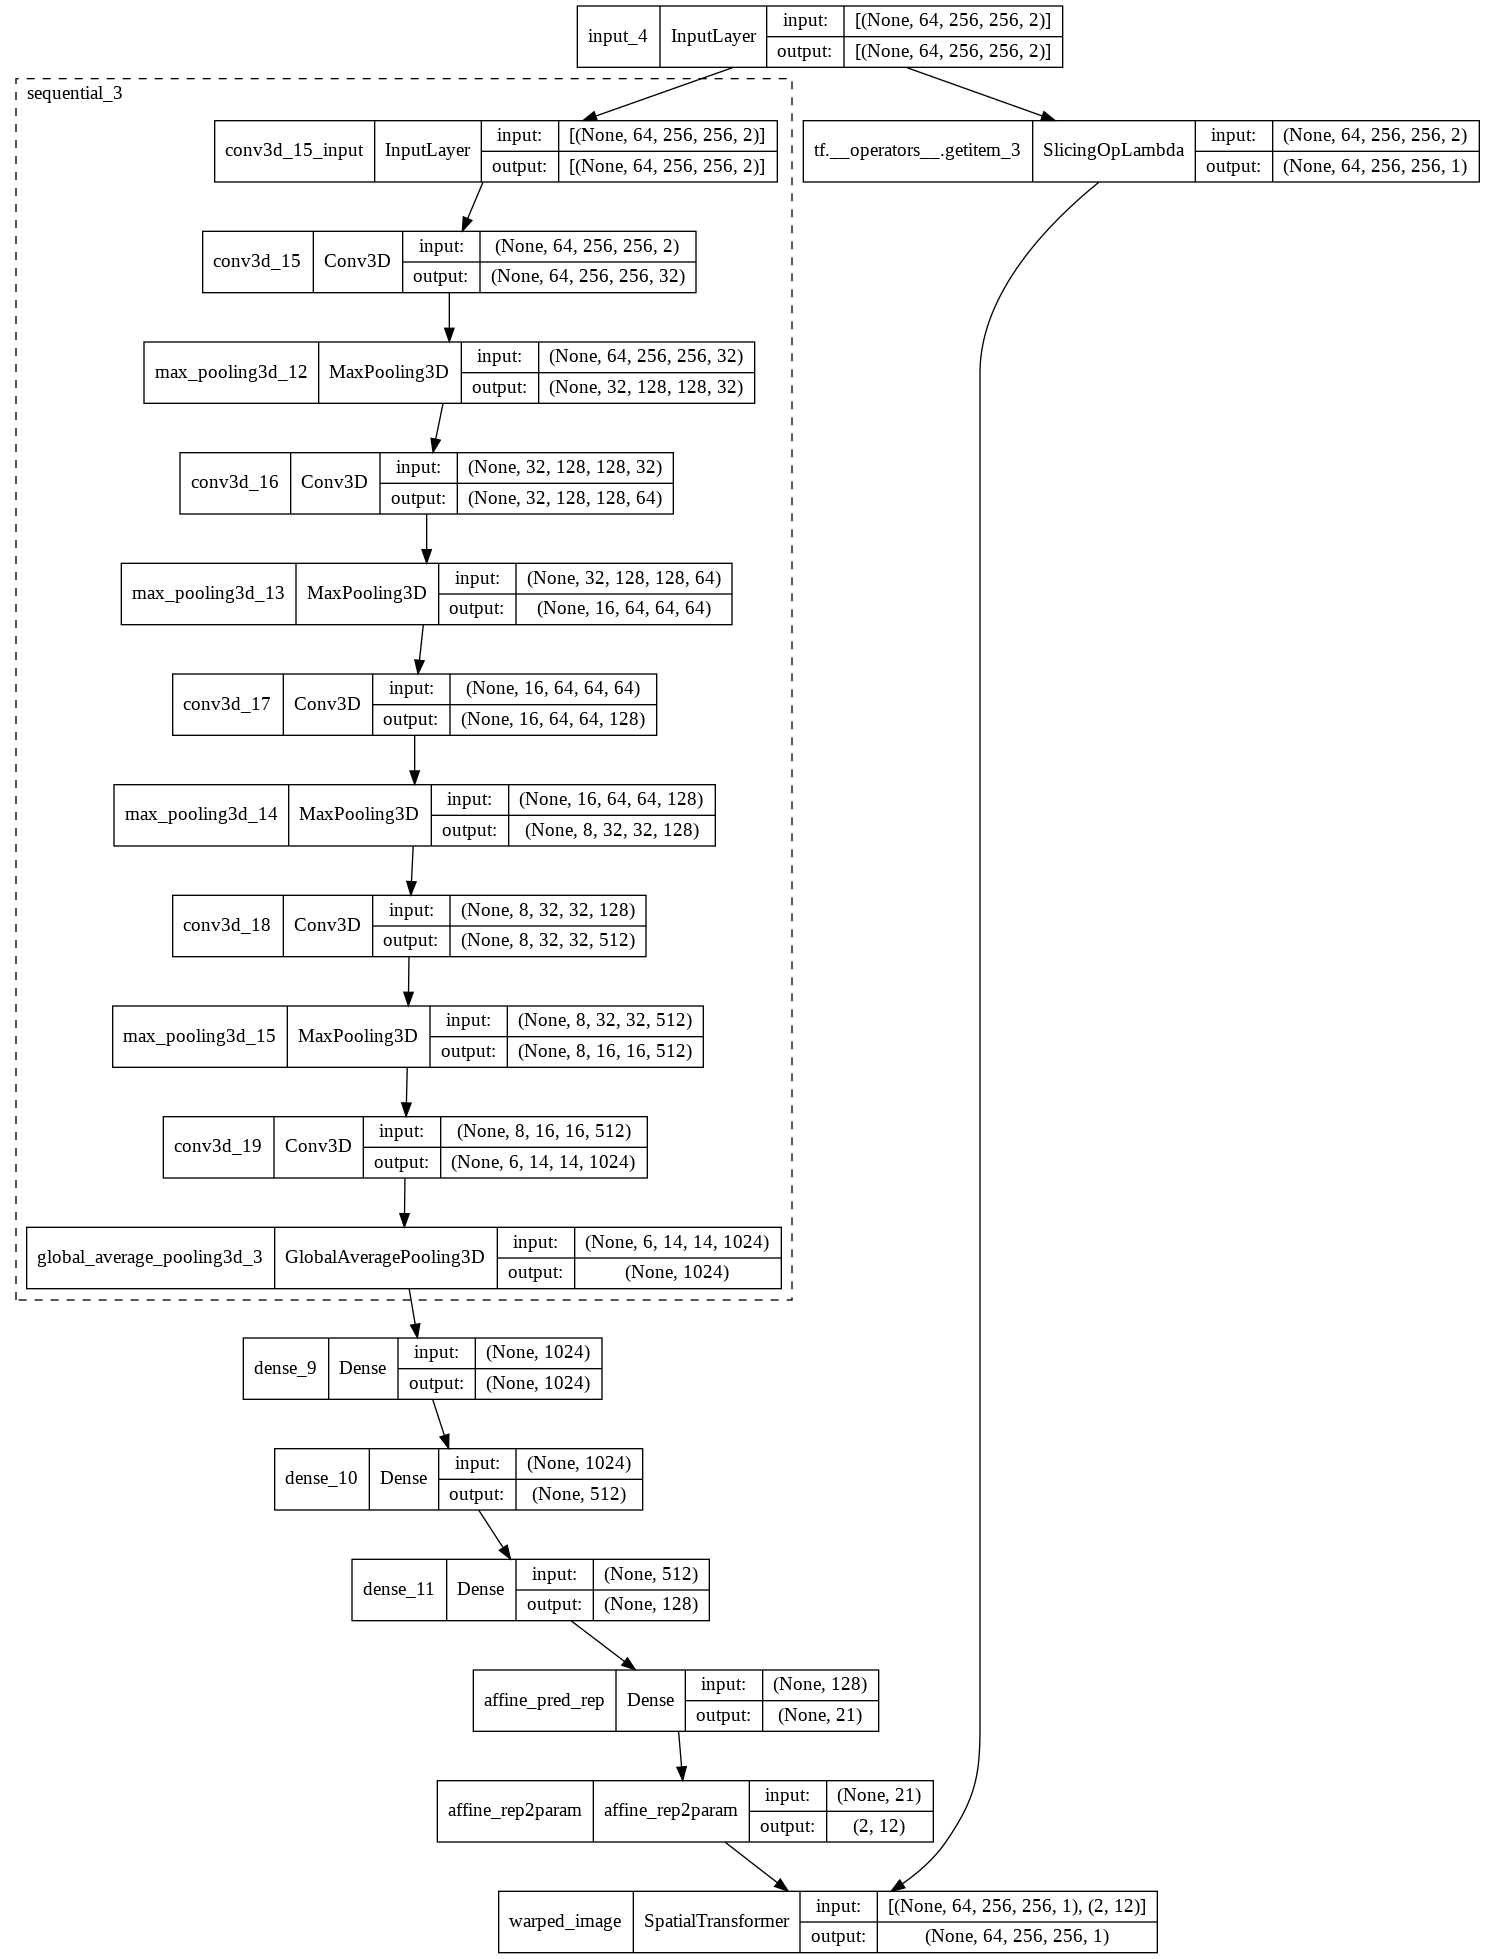 input_4 InputLayer input: [(None, 64, 256, 256, 2)]
output: [(None, 64, 256, 256, 2)]
sequential_3
conv3d_15_input InputLayer input: [(None, 64, 256, 256, 2)]
output: [(None, 64, 256, 256, 2)]
tf.__operators__.getitem_3 SlicingOpLambda input: (None, 64, 256, 256, 2)
output: (None, 64, 256, 256, 1)
conv3d_15 Conv3D input: (None, 64, 256, 256, 2)
output: (None, 64, 256, 256, 32)
max_pooling3d_12 MaxPooling3D input: (None, 64, 256, 256, 32)
output: (None, 32, 128, 128, 32)
conv3d_16 Conv3D input: (None, 32, 128, 128, 32)
output: (None, 32, 128, 128, 64)
max_pooling3d_13 MaxPooling3D input: (None, 32, 128, 128, 64)
output: (None, 16, 64, 64, 64)
conv3d_17 Conv3D input: (None, 16, 64, 64, 64)
output: (None, 16, 64, 64, 128)
max_pooling3d_14 MaxPooling3D input: (None, 16, 64, 64, 128)
output: (None, 8, 32, 32, 128)
conv3d_18 Conv3D input: (None, 8, 32, 32, 128)
output: (None, 8, 32, 32, 512)
max_pooling3d_15 MaxPooling3D input: (None, 8, 32, 32, 512)
output: (None, 8, 16, 16, 512)
conv3d_19 Conv3D input: (None, 8, 16, 16, 512)
output: (None, 6, 14, 14, 1024)
global_average_pooling3d_3 GlobalAveragePooling3D input: (None, 6, 14, 14, 1024)
output: (None, 1024)
dense_9 Dense input: (None, 1024)
output: (None, 1024)
dense_10 Dense input: (None, 1024)
output: (None, 512)
dense_11 Dense input: (None, 512)
output: (None, 128)
affine_pred_rep Dense input: (None, 128)
output: (None, 21)
affine_rep2param affine_rep2param input: (None, 21)
output: (2, 12)
warped_image SpatialTransformer input: [(None, 64, 256, 256, 1), (2, 12)]
output: (None, 64, 256, 256, 1)